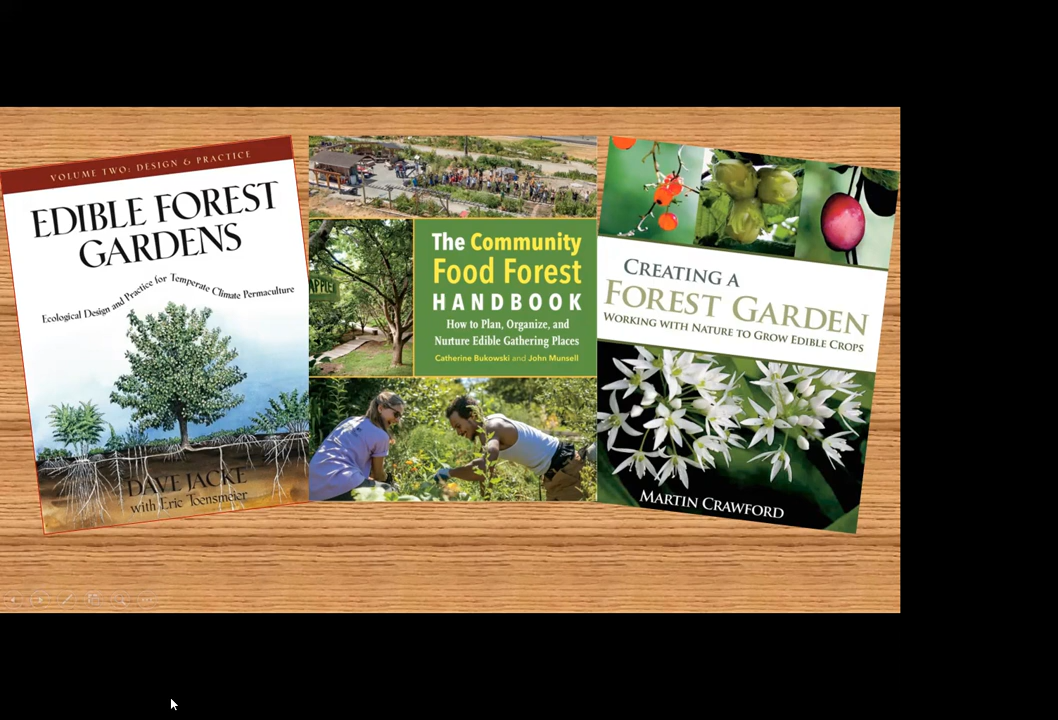 VOLUME TWO: DESIGN & PRACTICE
EDIBLE FOREST
GARDENS
Ecological Design and Practice for Temperate Climate Permaculture
DAVE JACKE
with Eric Toensmeier
APPLE
The Community
Food Forest
HANDBOOK
How to Plan, Organize, and
Nurture Edible Gathering Places
Catherine Bukowski and John Munsell
CREATING A
FOREST GARDEN
WORKING WITH NATURE TO GROW EDIBLE CROPS
MARTIN CRAWFORD